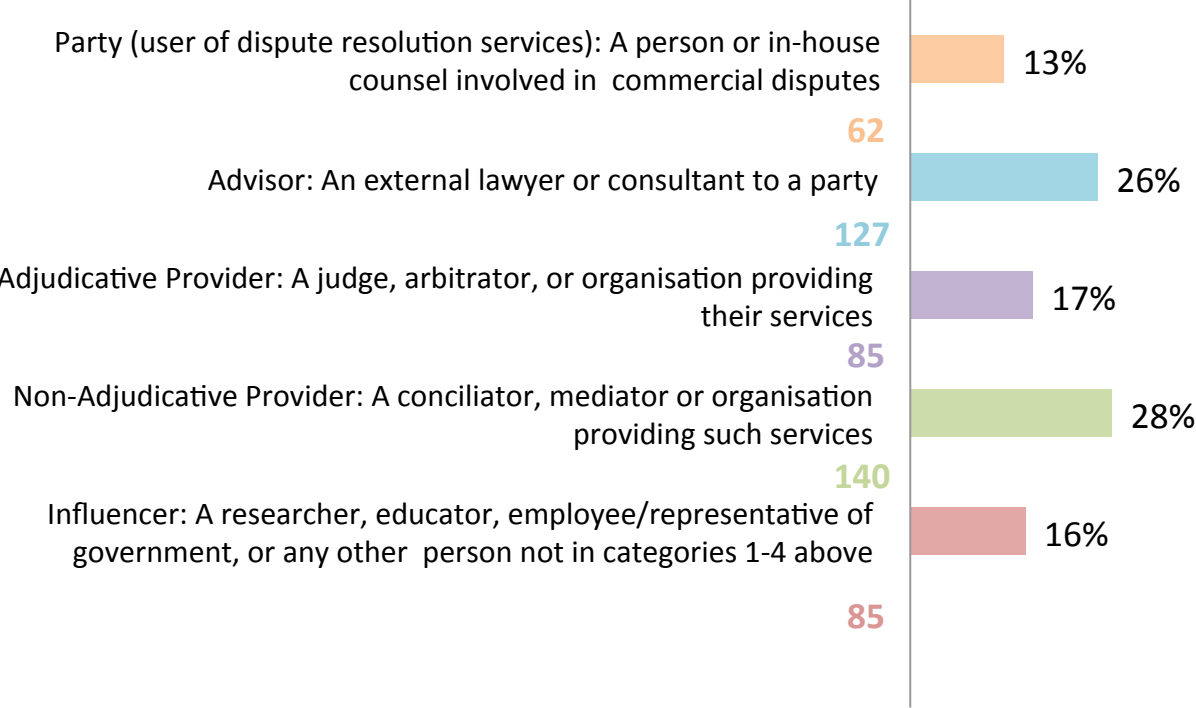 Party (user of dispute resolution services): A person or in-house
counsel involved in commercial disputes
13%
62
Advisor: An external lawyer or consultant to a party
26%
127
Adjudicative Provider: A judge, arbitrator, or organisation providing
their services
17%
85
Non-Adjudicative Provider: A conciliator, mediator or organisation
providing such services
28%
140
Influencer: A researcher, educator, employee/representative of
government, or any other person not in categories 1-4 above
16%
85